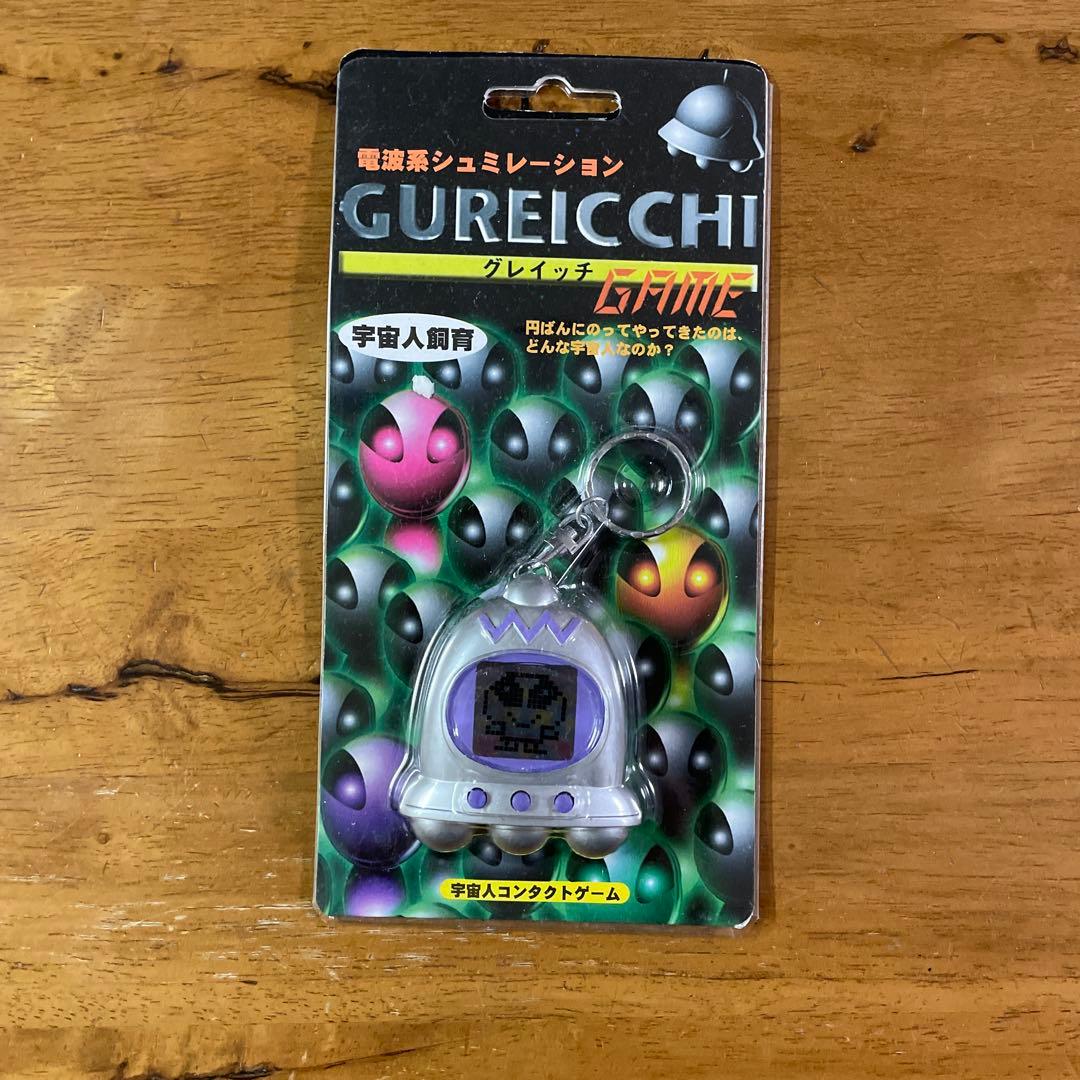 電波系シュミレーション
GUREICCHI
グレイッチ
GAME
宇宙人飼育
円ばんにのってやってきたのは、
どんな宇宙人なのか？
宇宙人コンタクトゲーム